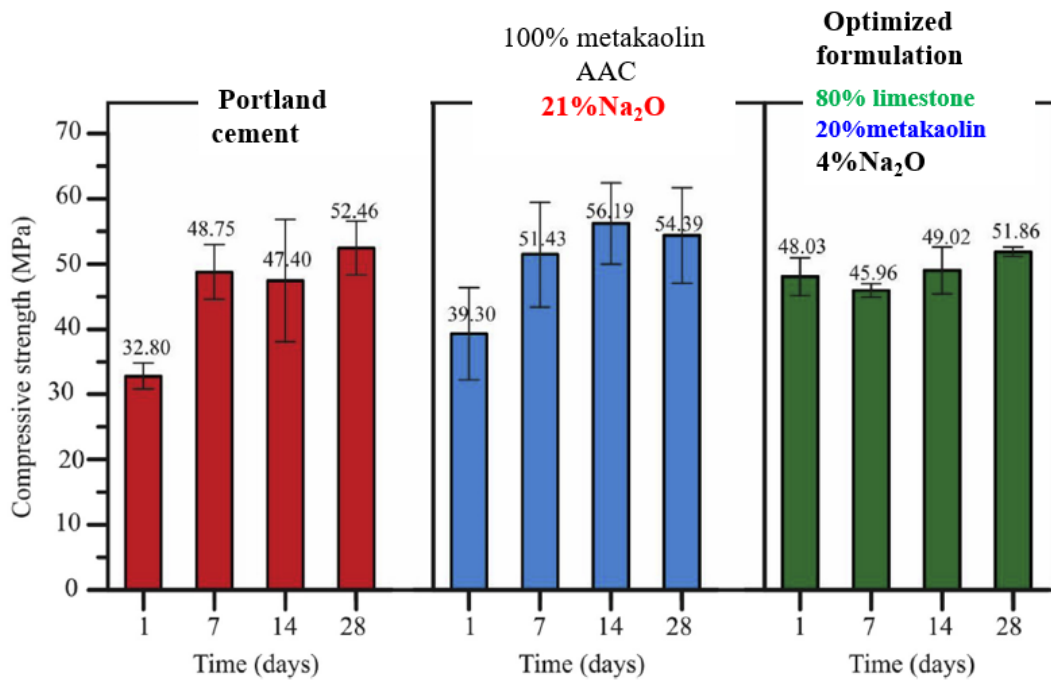 Portland
cement
100% metakaolin
AAC
21%Na₂O
Optimized
formulation
80% limestone
20%metakaolin
4%Na₂O
Compressive strength (MPa)
70
60
50
40
30
20
10
0
32.80
48.75
47.40
52.46
39.30
51.43
56.19
54.39
48.03
45.96
49.02
51.86
1 7 14 28
1 7 14 28
1 7 14 28
Time (days)
Time (days)
Time (days)